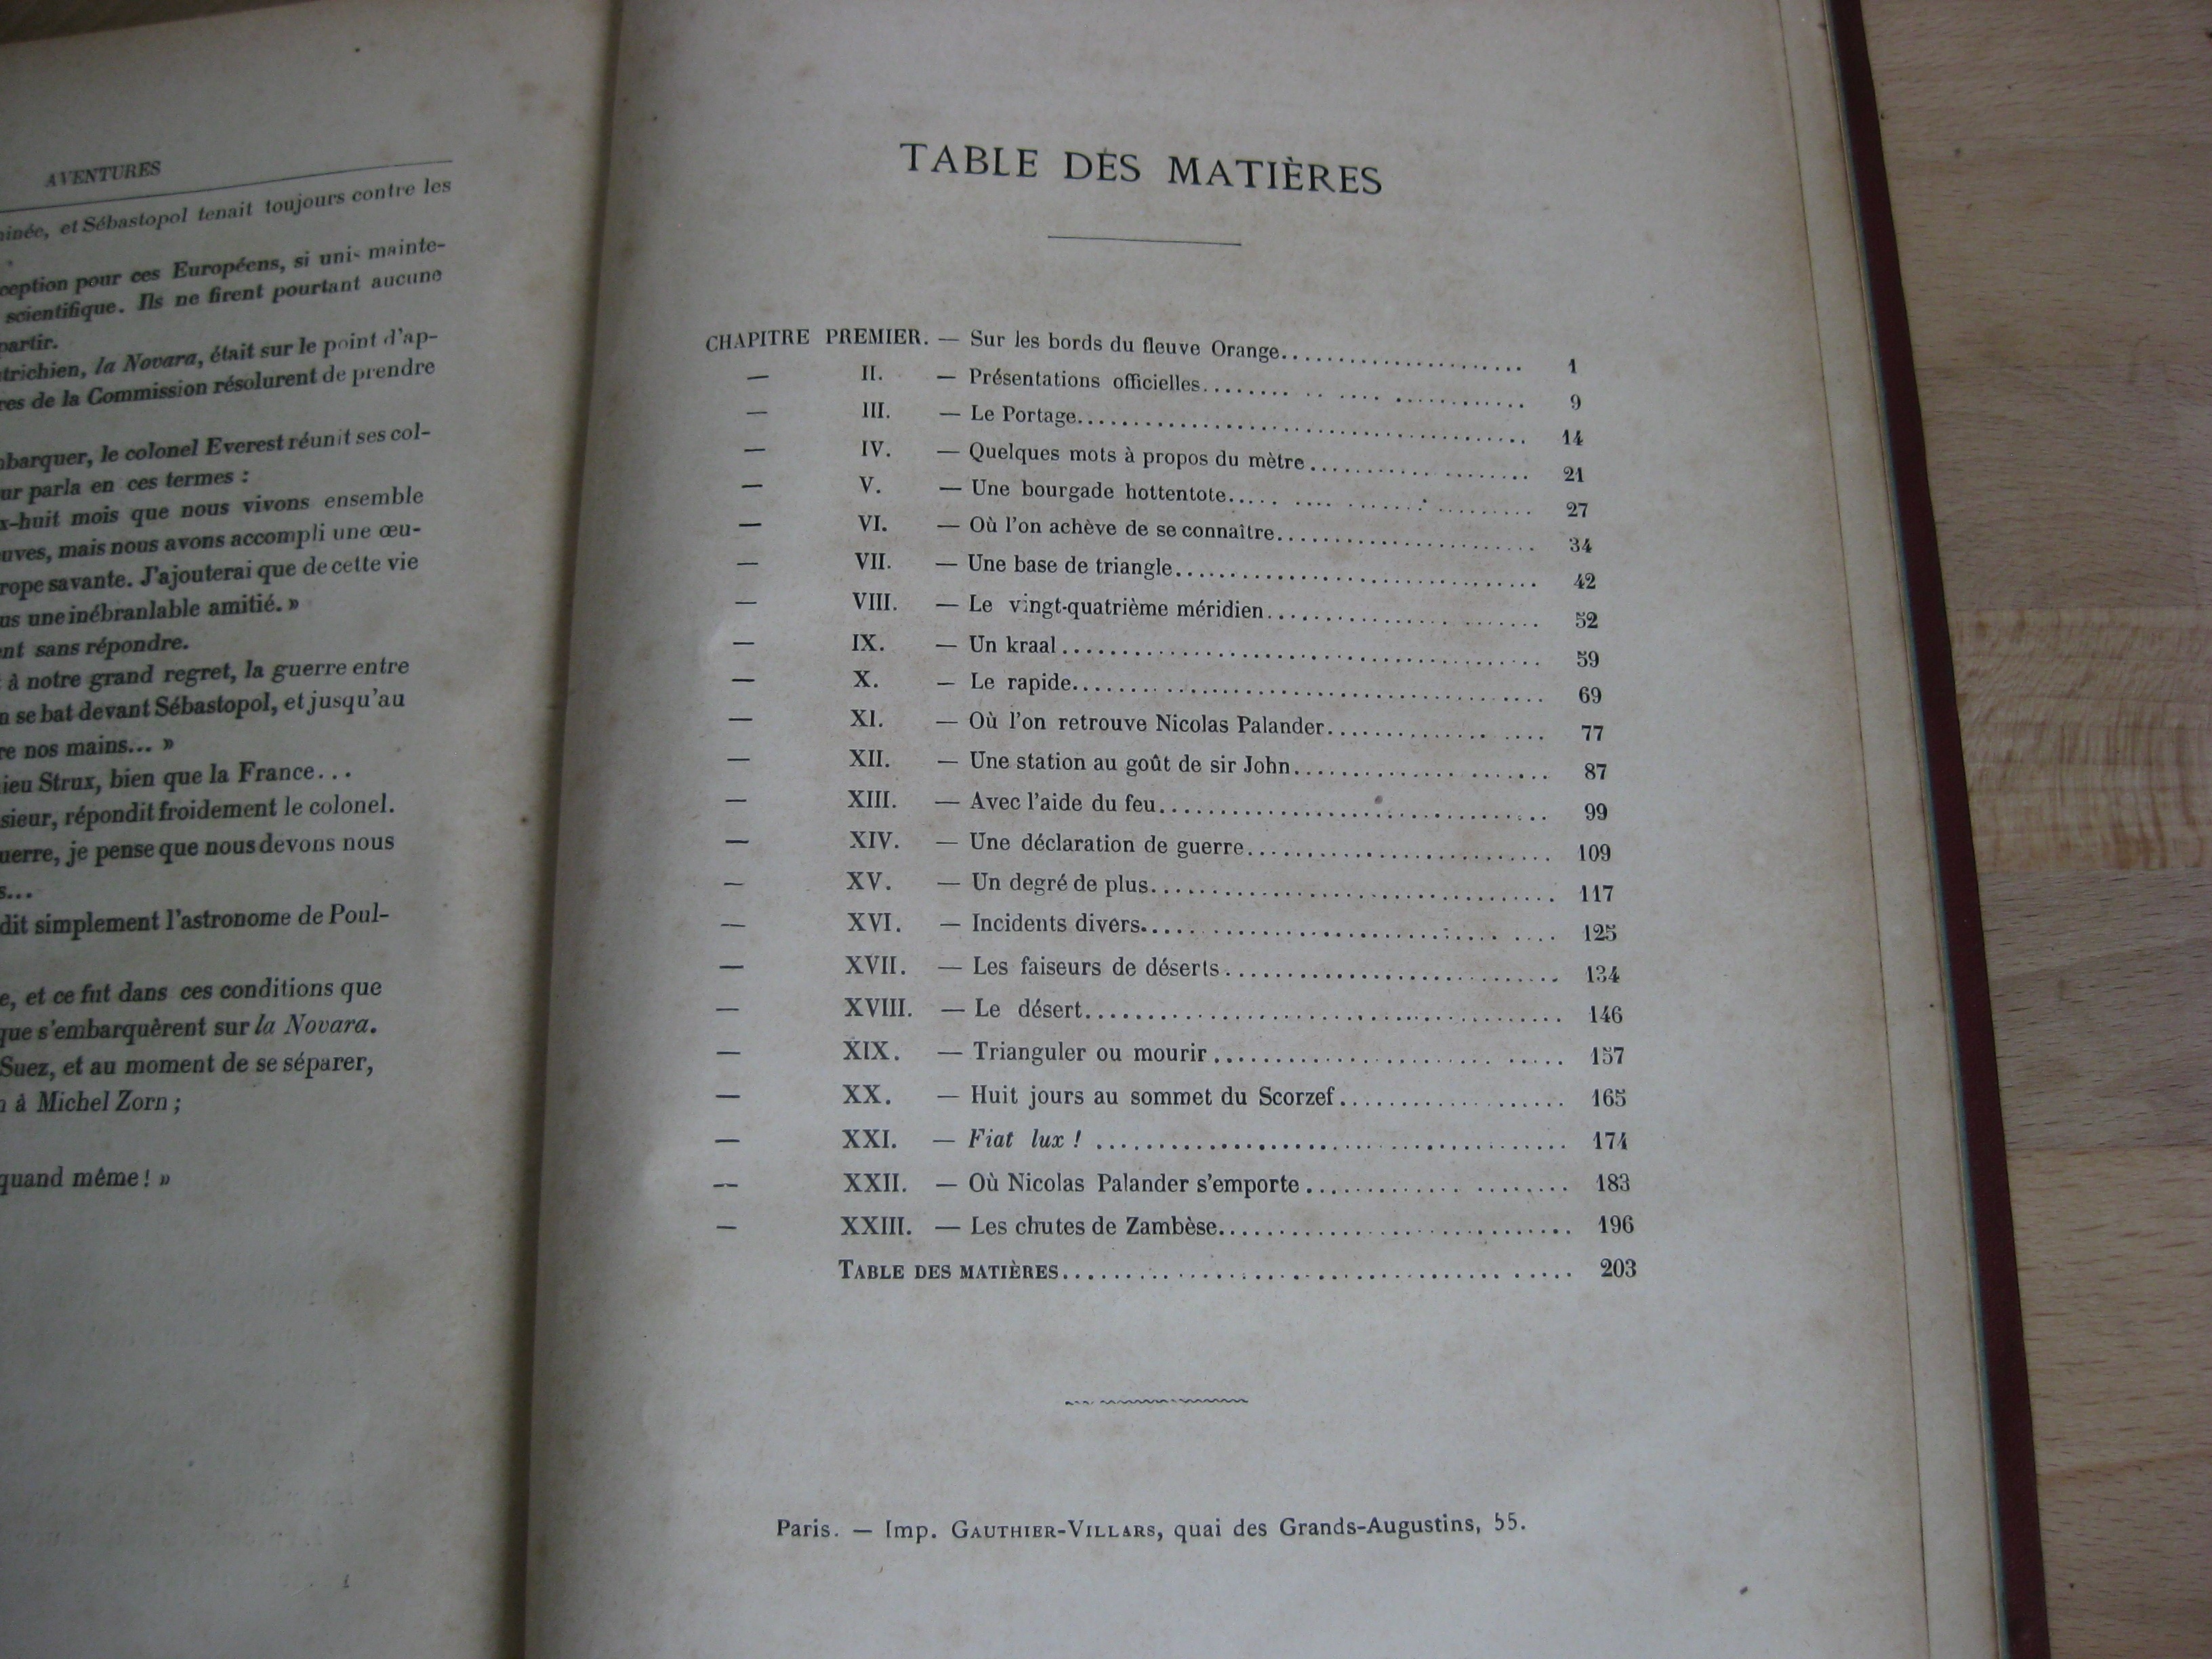 AVENTURES
et Sébastopol tenait toujours contre les
pour ces Européens, si unis mainte-
scientifique. Ils ne firent pourtant aucune
partir.
la Novara, était sur le point d'ap-
de la Commission résolurent de prendre
le colonel Everest réunit ses col-
parla en ces termes :
huit mois que nous vivons ensemble
mais nous avons accompli une œu-
savante. J'ajouterai que de cette vie
une inébranlable amitié. »
sans répondre.
à notre grand regret, la guerre entre
se bat devant Sébastopol, et jusqu'au
nos mains... »
Strux, bien que la France...
répondit froidement le colonel.
je pense que nous devons nous
dit simplement l'astronome de Poul-
et ce fut dans ces conditions que
que s'embarquèrent sur la Novara.
Suez, et au moment de se séparer,
à Michel Zorn ;
quand même ! »
TABLE DES MATIÈRES
CHAPITRE PREMIER. — Sur les bords du fleuve Orange........................ 1
— II. — Présentations officielles........ .. .... ............ 9
— III. — Le Portage....................................... 14
— IV. — Quelques mots à propos du mètre............ ........ 21
— V. — Une bourgade hottentote..... .... ................ 27
— VI. — Où l'on achève de se connaître....................... 34
— VII. — Une base de triangle................................ 42
— VIII. — Le vingt-quatrième méridien........................ 52
— IX. — Un kraal......................................... 59
— X. — Le rapide........................................ 69
— XI. — Où l'on retrouve Nicolas Palander............. .... 77
— XII. — Une station au goût de sir John...................... 87
— XIII. — Avec l'aide du feu................................. 99
— XIV. — Une déclaration de guerre.......................... 109
— XV. — Un degré de plus.................................. 117
— XVI. — Incidents divers..... ........................ .... 125
— XVII. — Les faiseurs de déserts............................ 134
— XVIII. — Le désert........................................ 146
— XIX. — Trianguler ou mourir........................ ..... 157
— XX. — Huit jours au sommet du Scorzef................... 165
— XXI. — Fiat lux ! ....................................... 174
— XXII. — Où Nicolas Palander s'emporte............. ........ 183
— XXIII. — Les chutes de Zambèse............................. 196
TABLE DES MATIÈRES.................................... ..... 203
Paris. — Imp. GAUTHIER-VILLARS, quai des Grands-Augustins, 55.